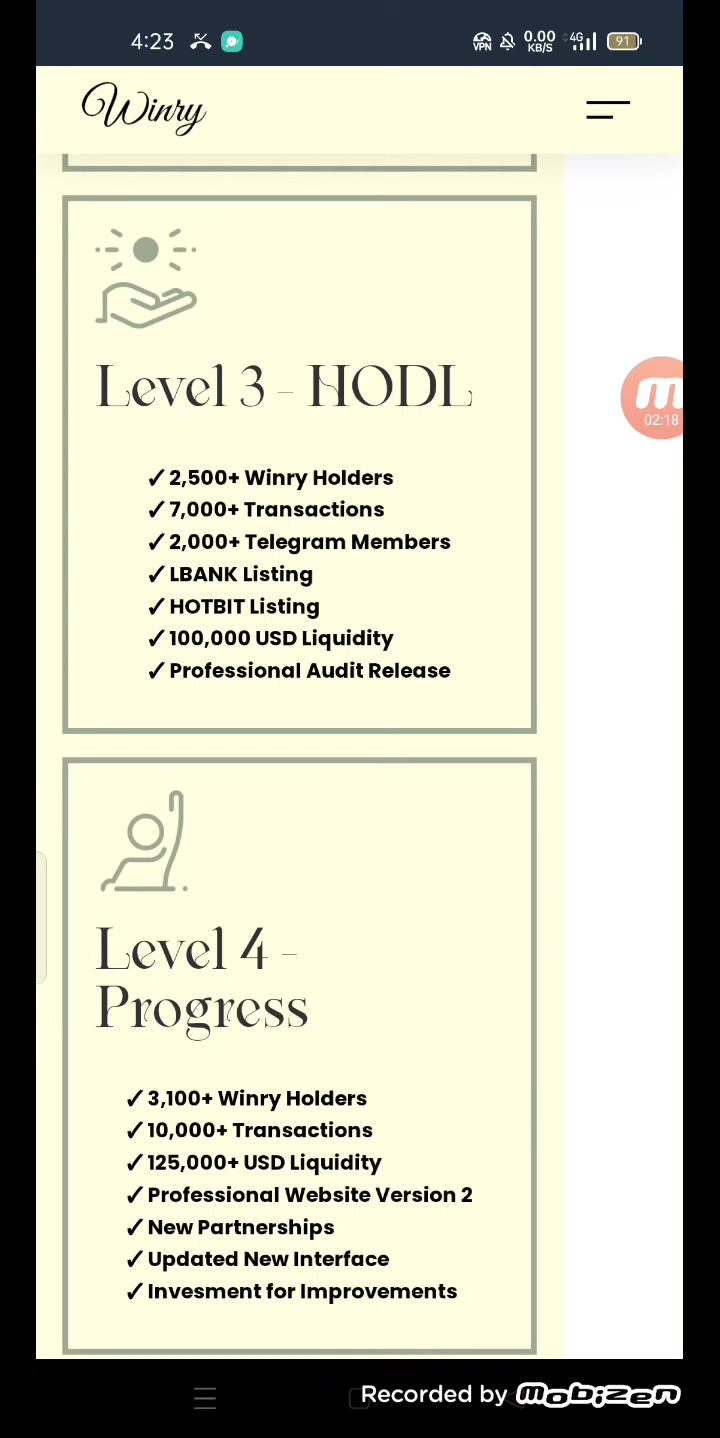 4:23
VPN
0.00
KB/S
4G
91
Winry
m
02:18
Level 3 - HODL
✓ 2,500+ Winry Holders
✓ 7,000+ Transactions
✓ 2,000+ Telegram Members
✓ LBANK Listing
✓ HOTBIT Listing
✓ 100,000 USD Liquidity
✓ Professional Audit Release
Level 4 -
Progress
✓ 3,100+ Winry Holders
✓ 10,000+ Transactions
✓ 125,000+ USD Liquidity
✓ Professional Website Version 2
✓ New Partnerships
✓ Updated New Interface
✓ Invesment for Improvements
Recorded by mobizen